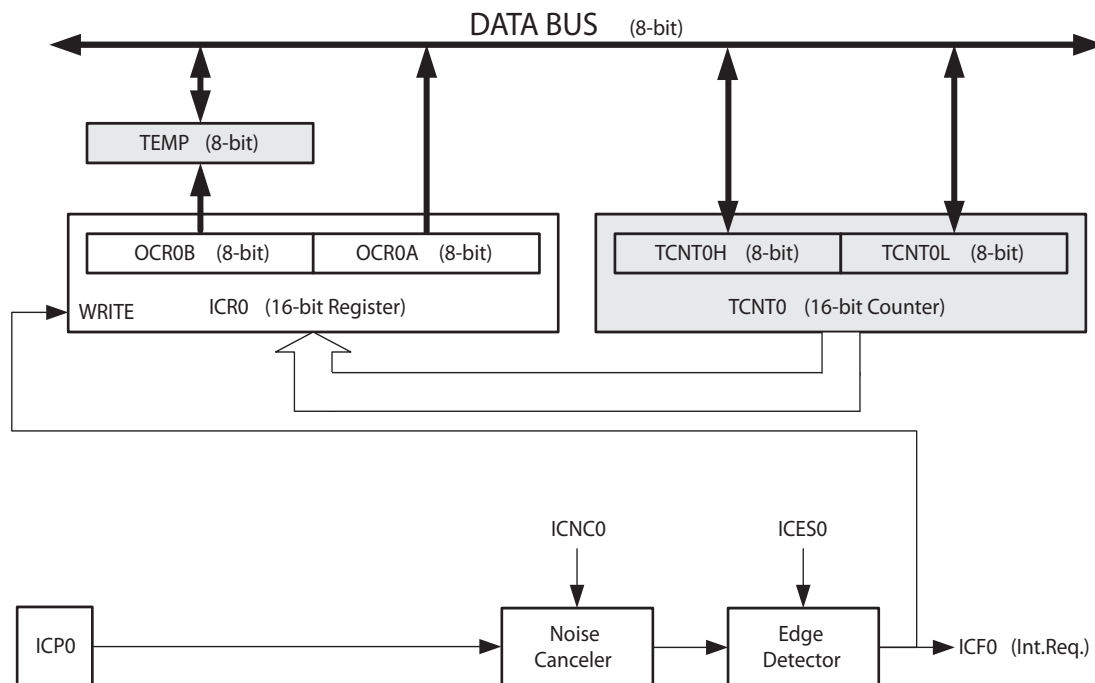 DATA BUS (8-bit)
TEMP (8-bit)
OCR0B (8-bit) OCR0A (8-bit) TCNT0H (8-bit) TCNT0L (8-bit)
WRITE ICR0 (16-bit Register) TCNT0 (16-bit Counter)
ICNC0 ICES0
ICP0
Noise
Canceler
Edge
Detector
ICF0 (Int.Req.)